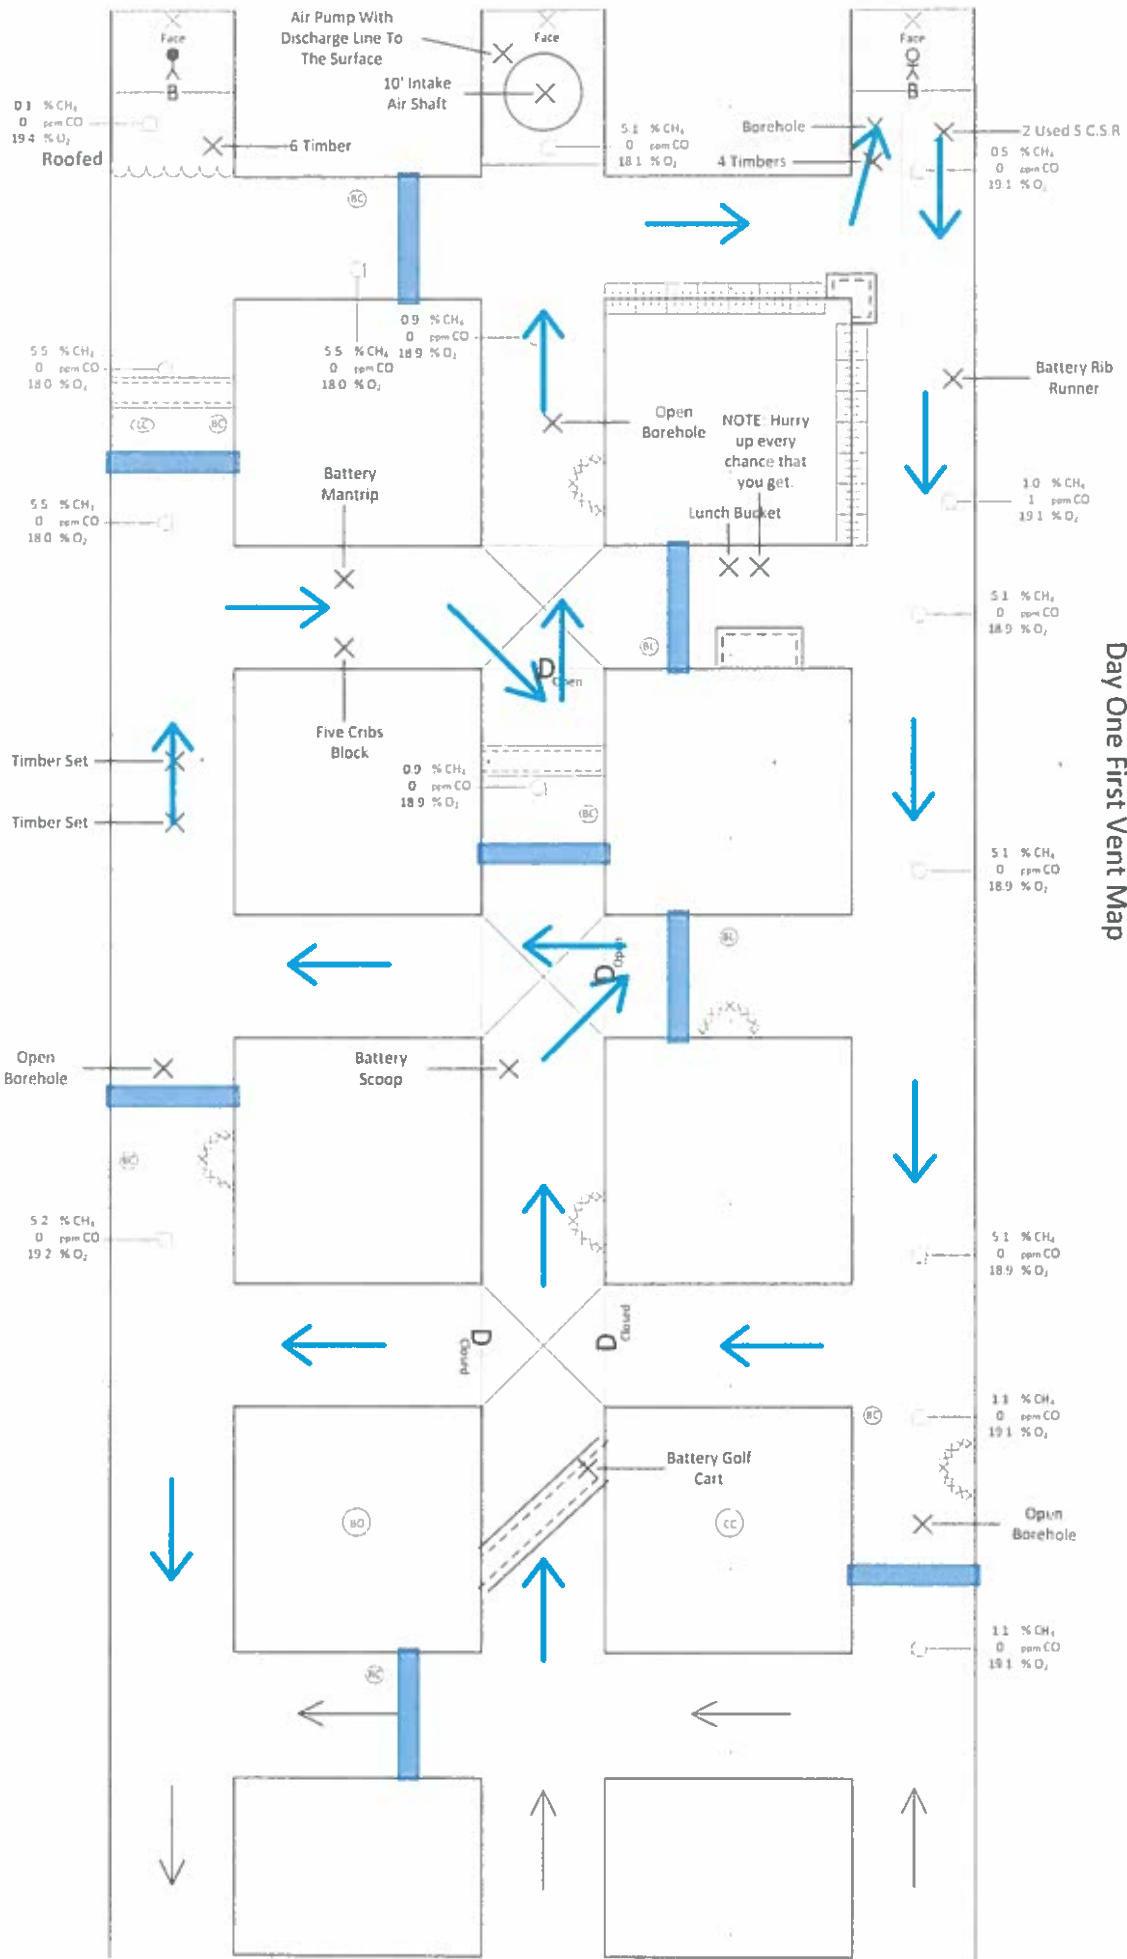 Air Pump With
Discharge Line To
The Surface
Face
Face
Face
B
B
10' Intake
Air Shaft
0.1 % CH₄
0 ppm CO
19.4 % O₂
Roofed
6 Timber
5.1 % CH₄
0 ppm CO
18.1 % O₂
Borehole
4 Timbers
2 Used S.C.S.R
0.5 % CH₄
0 ppm CO
19.1 % O₂
BC
5.5 % CH₄
0 ppm CO
18.0 % O₂
5.5 % CH₄
0 ppm CO
18.0 % O₂
0.9 % CH₄
0 ppm CO
18.9 % O₂
Battery Rib
Runner
Open
Borehole
NOTE: Hurry
up every
chance that
you get.
BC
Battery
Mantrip
Lunch Bucket
5.5 % CH₄
0 ppm CO
18.0 % O₂
1.0 % CH₄
1 ppm CO
19.1 % O₂
5.1 % CH₄
0 ppm CO
18.9 % O₂
D
Open
Five Cribs
Block
Timber Set
Timber Set
0.9 % CH₄
0 ppm CO
18.9 % O₂
BC
5.1 % CH₄
0 ppm CO
18.9 % O₂
Day One First Vent Map
D
Open
Open
Borehole
Battery
Scoop
BC
5.2 % CH₄
0 ppm CO
19.2 % O₂
5.1 % CH₄
0 ppm CO
18.9 % O₂
D
Closed
D
Closed
1.1 % CH₄
0 ppm CO
19.1 % O₂
BC
Battery Golf
Cart
BO
CC
Open
Borehole
1.1 % CH₄
0 ppm CO
19.1 % O₂
BC